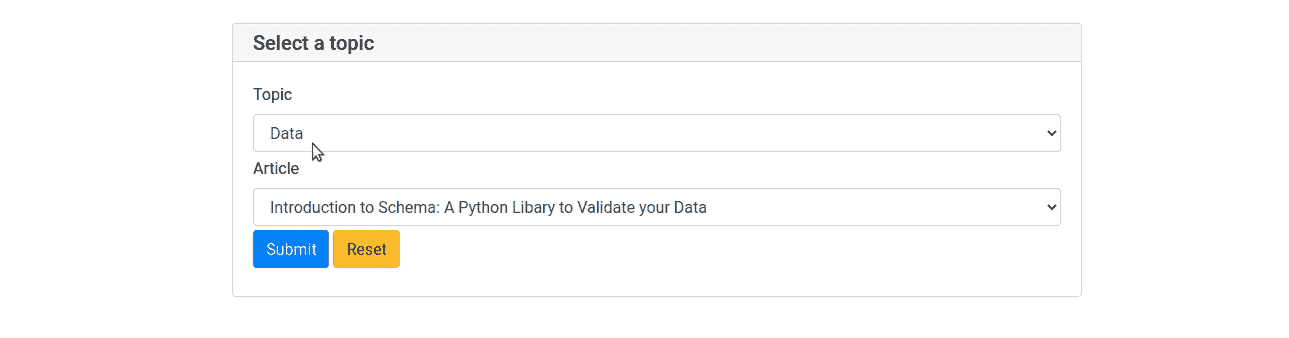 Select a topic
Topic
Data
Article
Introduction to Schema: A Python Libary to Validate your Data
Submit Reset